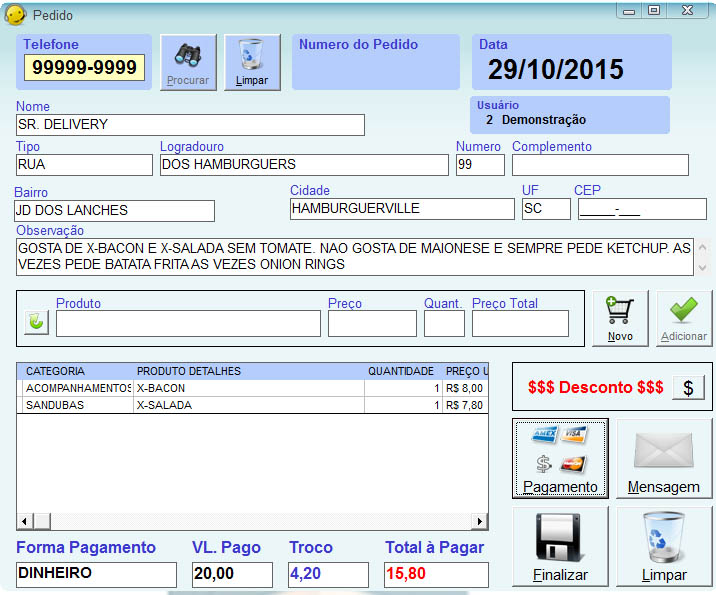 Pedido
Telefone
99999-9999
Procurar
Limpar
Numero do Pedido
Data
29/10/2015
Usuário
2 Demonstração
Nome
SR. DELIVERY
Tipo
Logradouro
Numero
Complemento
RUA
DOS HAMBURGUERS
99
Bairro
Cidade
UF
CEP
JD DOS LANCHES
HAMBURGUERVILLE
SC
_____-___
Observação
GOSTA DE X-BACON E X-SALADA SEM TOMATE. NAO GOSTA DE MAIONESE E SEMPRE PEDE KETCHUP. AS
VEZES PEDE BATATA FRITA AS VEZES ONION RINGS
Produto
Preço
Quant.
Preço Total
Novo
Adicionar
CATEGORIA PRODUTO DETALHES QUANTIDADE PREÇO U
ACOMPANHAMENTOS X-BACON 1 R$ 8,00
SANDUBAS X-SALADA 1 R$ 7,80
$$$ Desconto $$$ $
AMEX VISA
$
Pagamento
Mensagem
Forma Pagamento
VL. Pago
Troco
Total à Pagar
DINHEIRO
20,00
4,20
15,80
Finalizar
Limpar